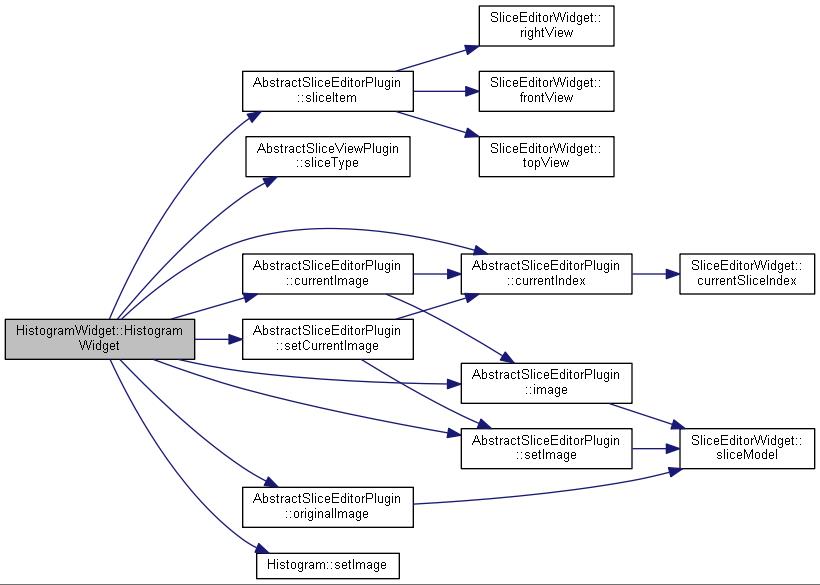 SliceEditorWidget::
rightView
AbstractSliceEditorPlugin
::sliceItem
SliceEditorWidget::
frontView
SliceEditorWidget::
topView
AbstractSliceViewPlugin
::sliceType
AbstractSliceEditorPlugin
::currentImage
AbstractSliceEditorPlugin
::currentIndex
SliceEditorWidget::
currentSliceIndex
HistogramWidget::Histogram
Widget
AbstractSliceEditorPlugin
::setCurrentImage
AbstractSliceEditorPlugin
::image
AbstractSliceEditorPlugin
::setImage
SliceEditorWidget::
sliceModel
AbstractSliceEditorPlugin
::originalImage
Histogram::setImage